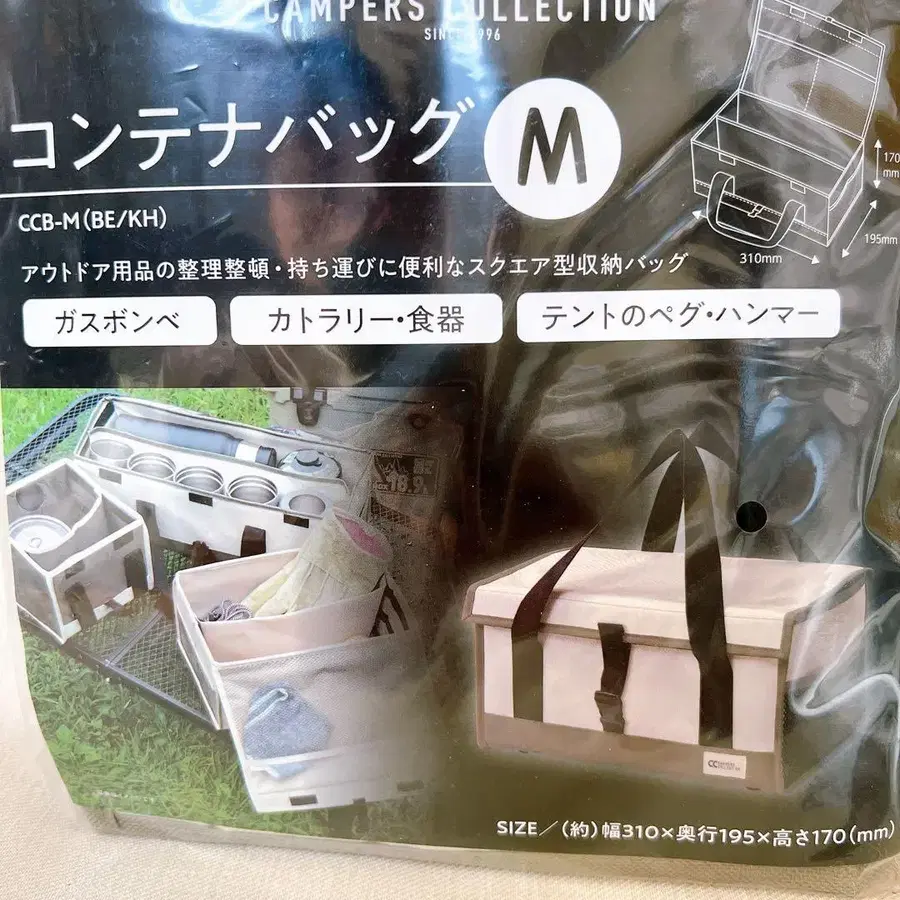 CAMPERS COLLECTION
SINCE 1996
コンテナバッグ M
CCB-M(BE/KH)
アウトドア用品の整理整頓・持ち運びに便利なスクエア型収納バッグ
ガスボンベ
カトラリー・食器
テントのペグ・ハンマー
170
mm
195mm
310mm
SIZE／(約)幅310×奥行195×高さ170(mm)